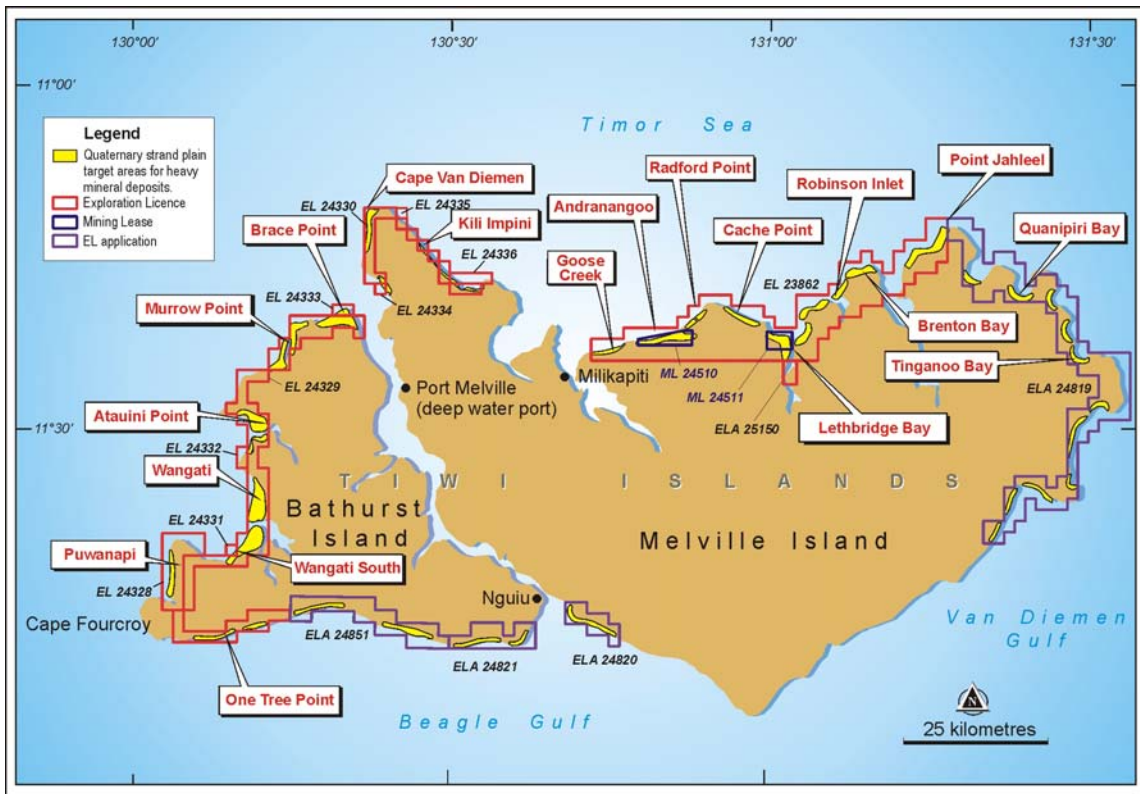 130°00'
130°30'
131°00'
131°30'
11°00'
11°30'
Legend
Quaternary strand plain
target areas for heavy
mineral deposits.
Exploration Licence
Mining Lease
EL application
Timor Sea
Cape Van Diemen
EL 24330
EL 24335
Kili Impini
EL 24336
Brace Point
EL 24333
EL 24334
Murrow Point
EL 24329
Atauini Point
EL 24332
Wangati
EL 24331
Wangati South
Puwanapi
EL 24328
Cape Fourcroy
One Tree Point
Radford Point
Andranangoo
Goose
Creek
Cache Point
Robinson Inlet
Point Jahleel
Quanipiri Bay
EL 23862
Brenton Bay
Tinganoo Bay
ELA 24819
ML 24510
ML 24511
ELA 25150
Lethbridge Bay
Milikapiti
Port Melville
(deep water port)
TIWI ISLANDS
Bathurst
Island
Melville Island
Nguiu
ELA 24851
ELA 24821
ELA 24820
Van Diemen
Gulf
Beagle Gulf
N
25 kilometres